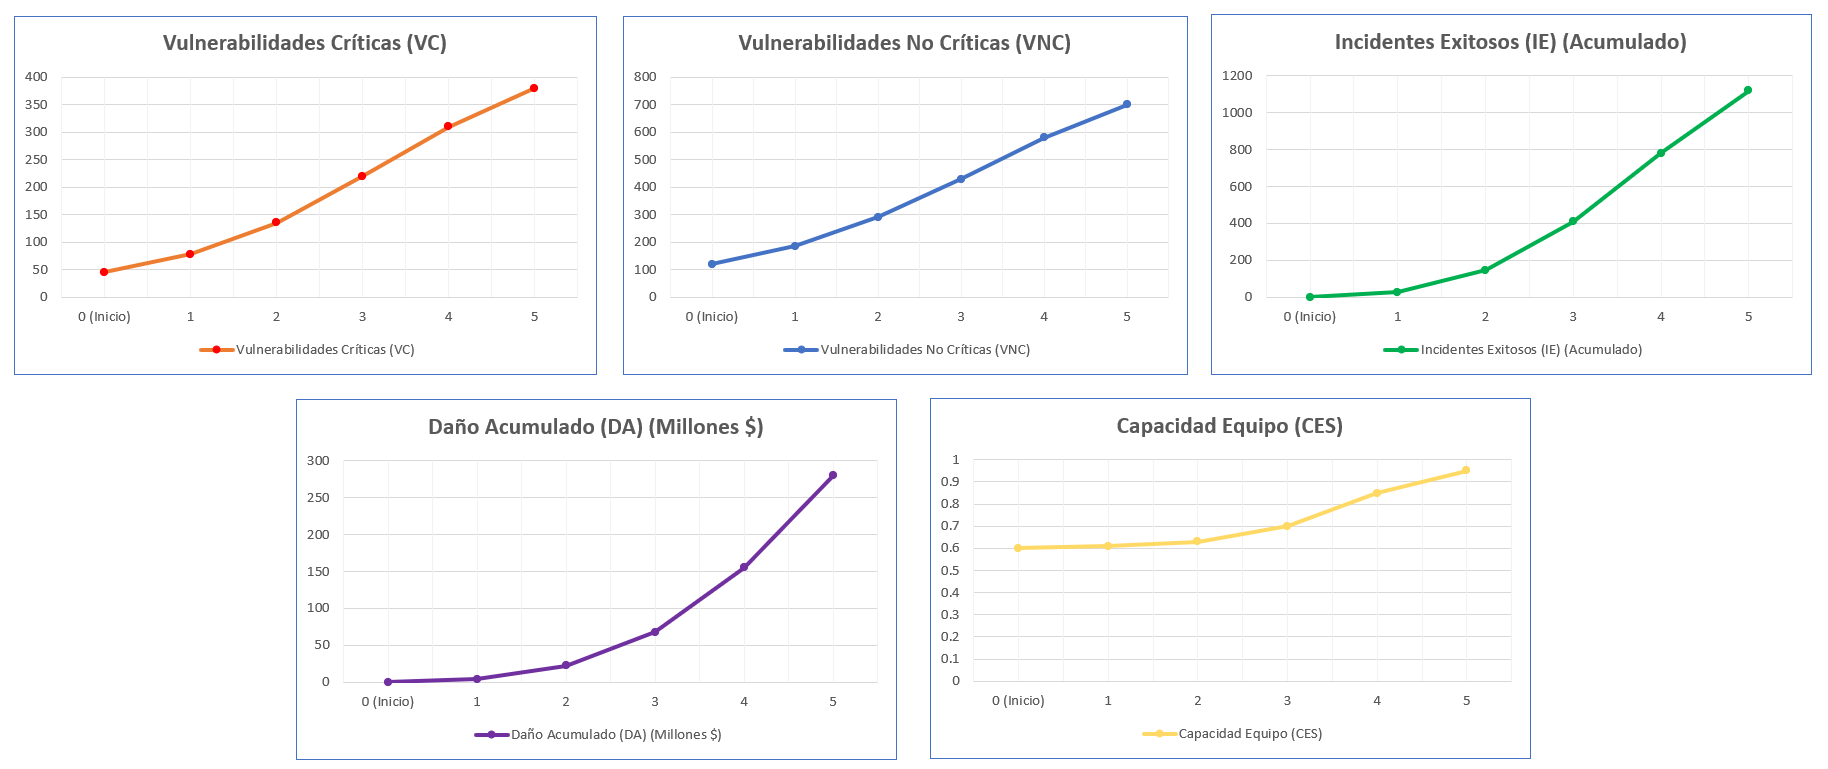 Vulnerabilidades Críticas (VC)
400
350
300
250
200
150
100
50
0
0 (Inicio) 1 2 3 4 5
Vulnerabilidades Críticas (VC)
Vulnerabilidades No Críticas (VNC)
800
700
600
500
400
300
200
100
0
0 (Inicio) 1 2 3 4 5
Vulnerabilidades No Críticas (VNC)
Incidentes Exitosos (IE) (Acumulado)
1200
1000
800
600
400
200
0
0 (Inicio) 1 2 3 4 5
Incidentes Exitosos (IE) (Acumulado)
Daño Acumulado (DA) (Millones $)
300
250
200
150
100
50
0
0 (Inicio) 1 2 3 4 5
Daño Acumulado (DA) (Millones $)
Capacidad Equipo (CES)
1
0.9
0.8
0.7
0.6
0.5
0.4
0.3
0.2
0.1
0
0 (Inicio) 1 2 3 4 5
Capacidad Equipo (CES)